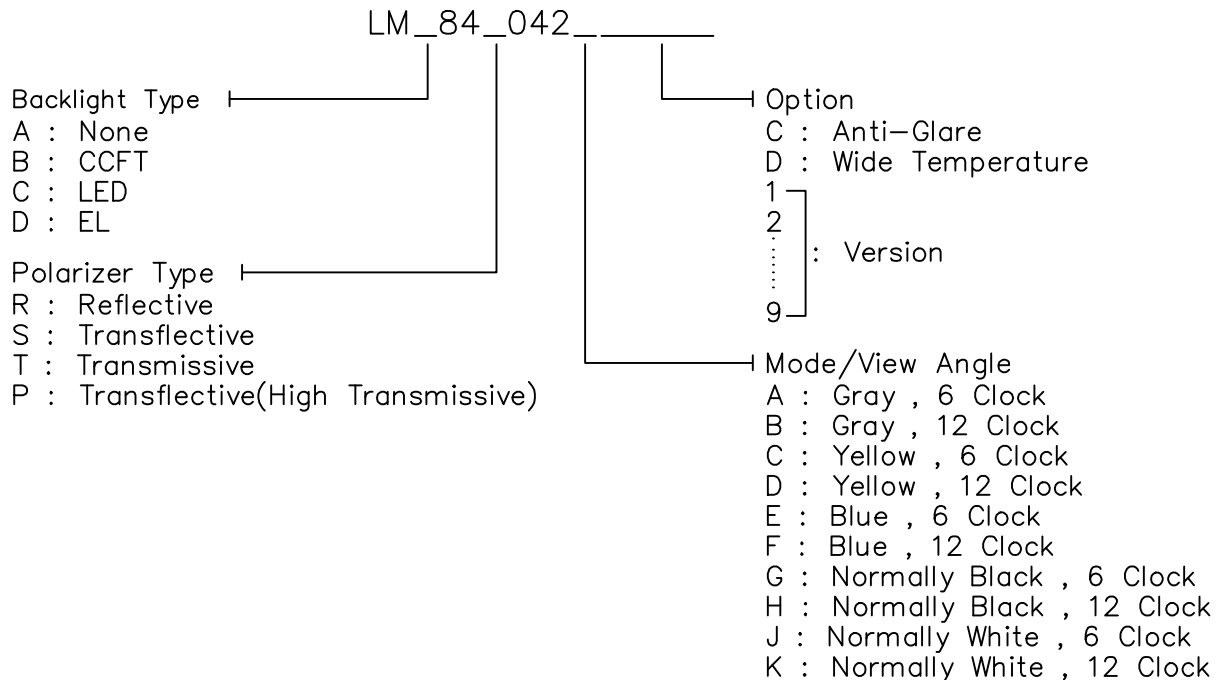 LM_84_042_ ______
Backlight Type
A : None
B : CCFT
C : LED
D : EL
Polarizer Type
R : Reflective
S : Transflective
T : Transmissive
P : Transflective(High Transmissive)
Option
C : Anti-Glare
D : Wide Temperature
1
2
: Version
9
Mode/View Angle
A : Gray , 6 Clock
B : Gray , 12 Clock
C : Yellow , 6 Clock
D : Yellow , 12 Clock
E : Blue , 6 Clock
F : Blue , 12 Clock
G : Normally Black , 6 Clock
H : Normally Black , 12 Clock
J : Normally White , 6 Clock
K : Normally White , 12 Clock